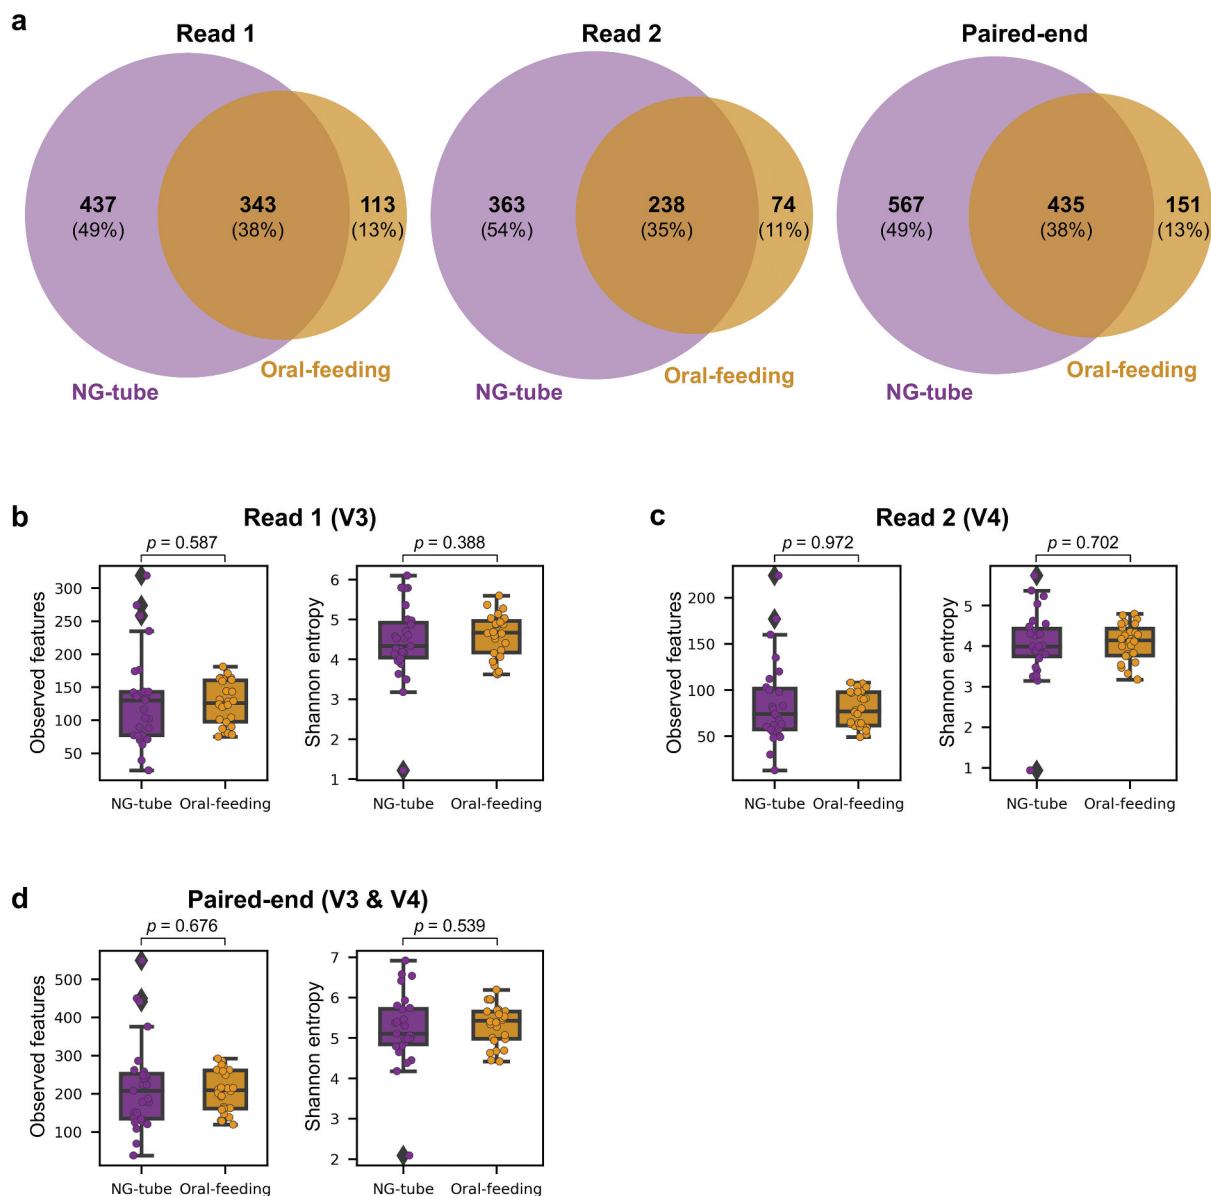 a
Read 1
Read 2
Paired-end
437
(49%)
343
(38%)
113
(13%)
NG-tube
Oral-feeding
363
(54%)
238
(35%)
74
(11%)
NG-tube
Oral-feeding
567
(49%)
435
(38%)
151
(13%)
NG-tube
Oral-feeding
b
Read 1 (V3)
p = 0.587
Observed features
300
250
200
150
100
50
NG-tube Oral-feeding
p = 0.388
Shannon entropy
6
5
4
3
2
1
NG-tube Oral-feeding
c
Read 2 (V4)
p = 0.972
Observed features
200
150
100
50
NG-tube Oral-feeding
p = 0.702
Shannon entropy
5
4
3
2
1
NG-tube Oral-feeding
d
Paired-end (V3 & V4)
p = 0.676
Observed features
500
400
300
200
100
NG-tube Oral-feeding
p = 0.539
Shannon entropy
7
6
5
4
3
2
NG-tube Oral-feeding